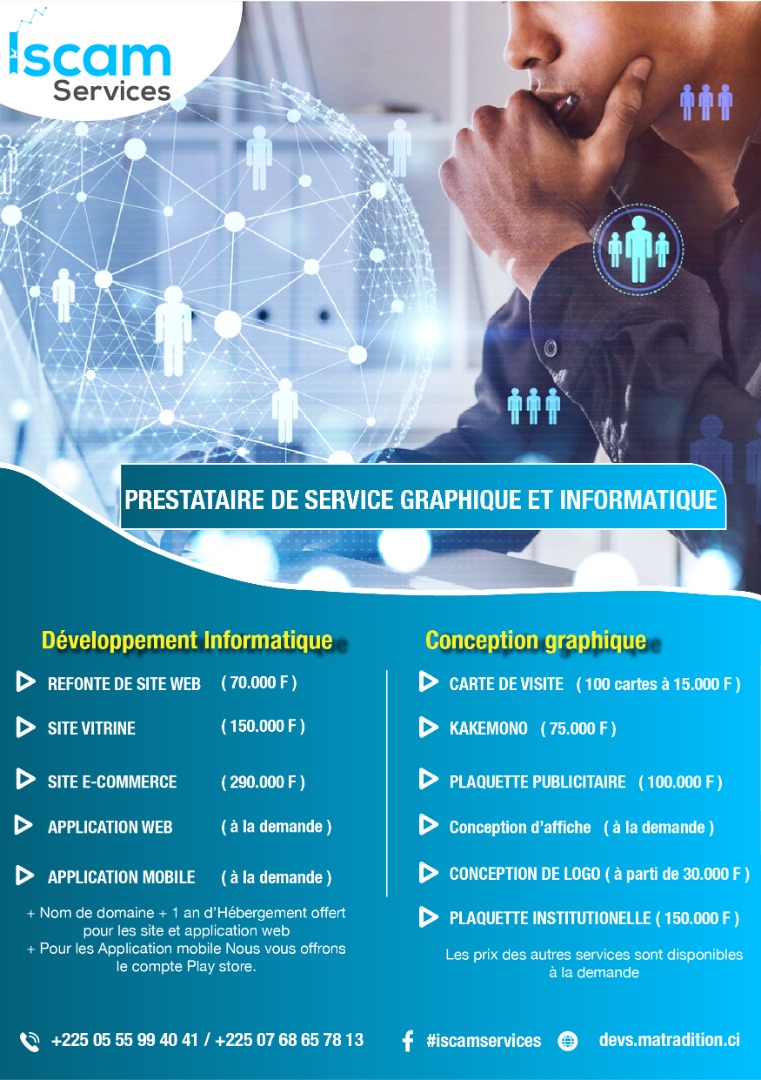 Iscam
Services
PRESTATAIRE DE SERVICE GRAPHIQUE ET INFORMATIQUE
Développement Informatique
REFONTE DE SITE WEB ( 70.000 F )
SITE VITRINE ( 150.000 F )
SITE E-COMMERCE ( 290.000 F )
APPLICATION WEB ( à la demande )
APPLICATION MOBILE ( à la demande )
+ Nom de domaine + 1 an d'Hébergement offert
pour les site et application web
+ Pour les Application mobile Nous vous offrons
le compte Play store.
Conception graphique
CARTE DE VISITE ( 100 cartes à 15.000 F )
KAKEMONO ( 75.000 F )
PLAQUETTE PUBLICITAIRE ( 100.000 F )
Conception d'affiche ( à la demande )
CONCEPTION DE LOGO ( à parti de 30.000 F )
PLAQUETTE INSTITUTIONELLE ( 150.000 F )
Les prix des autres services sont disponibles
à la demande
+225 05 55 99 40 41 / +225 07 68 65 78 13 #iscamservices devs.matradition.ci